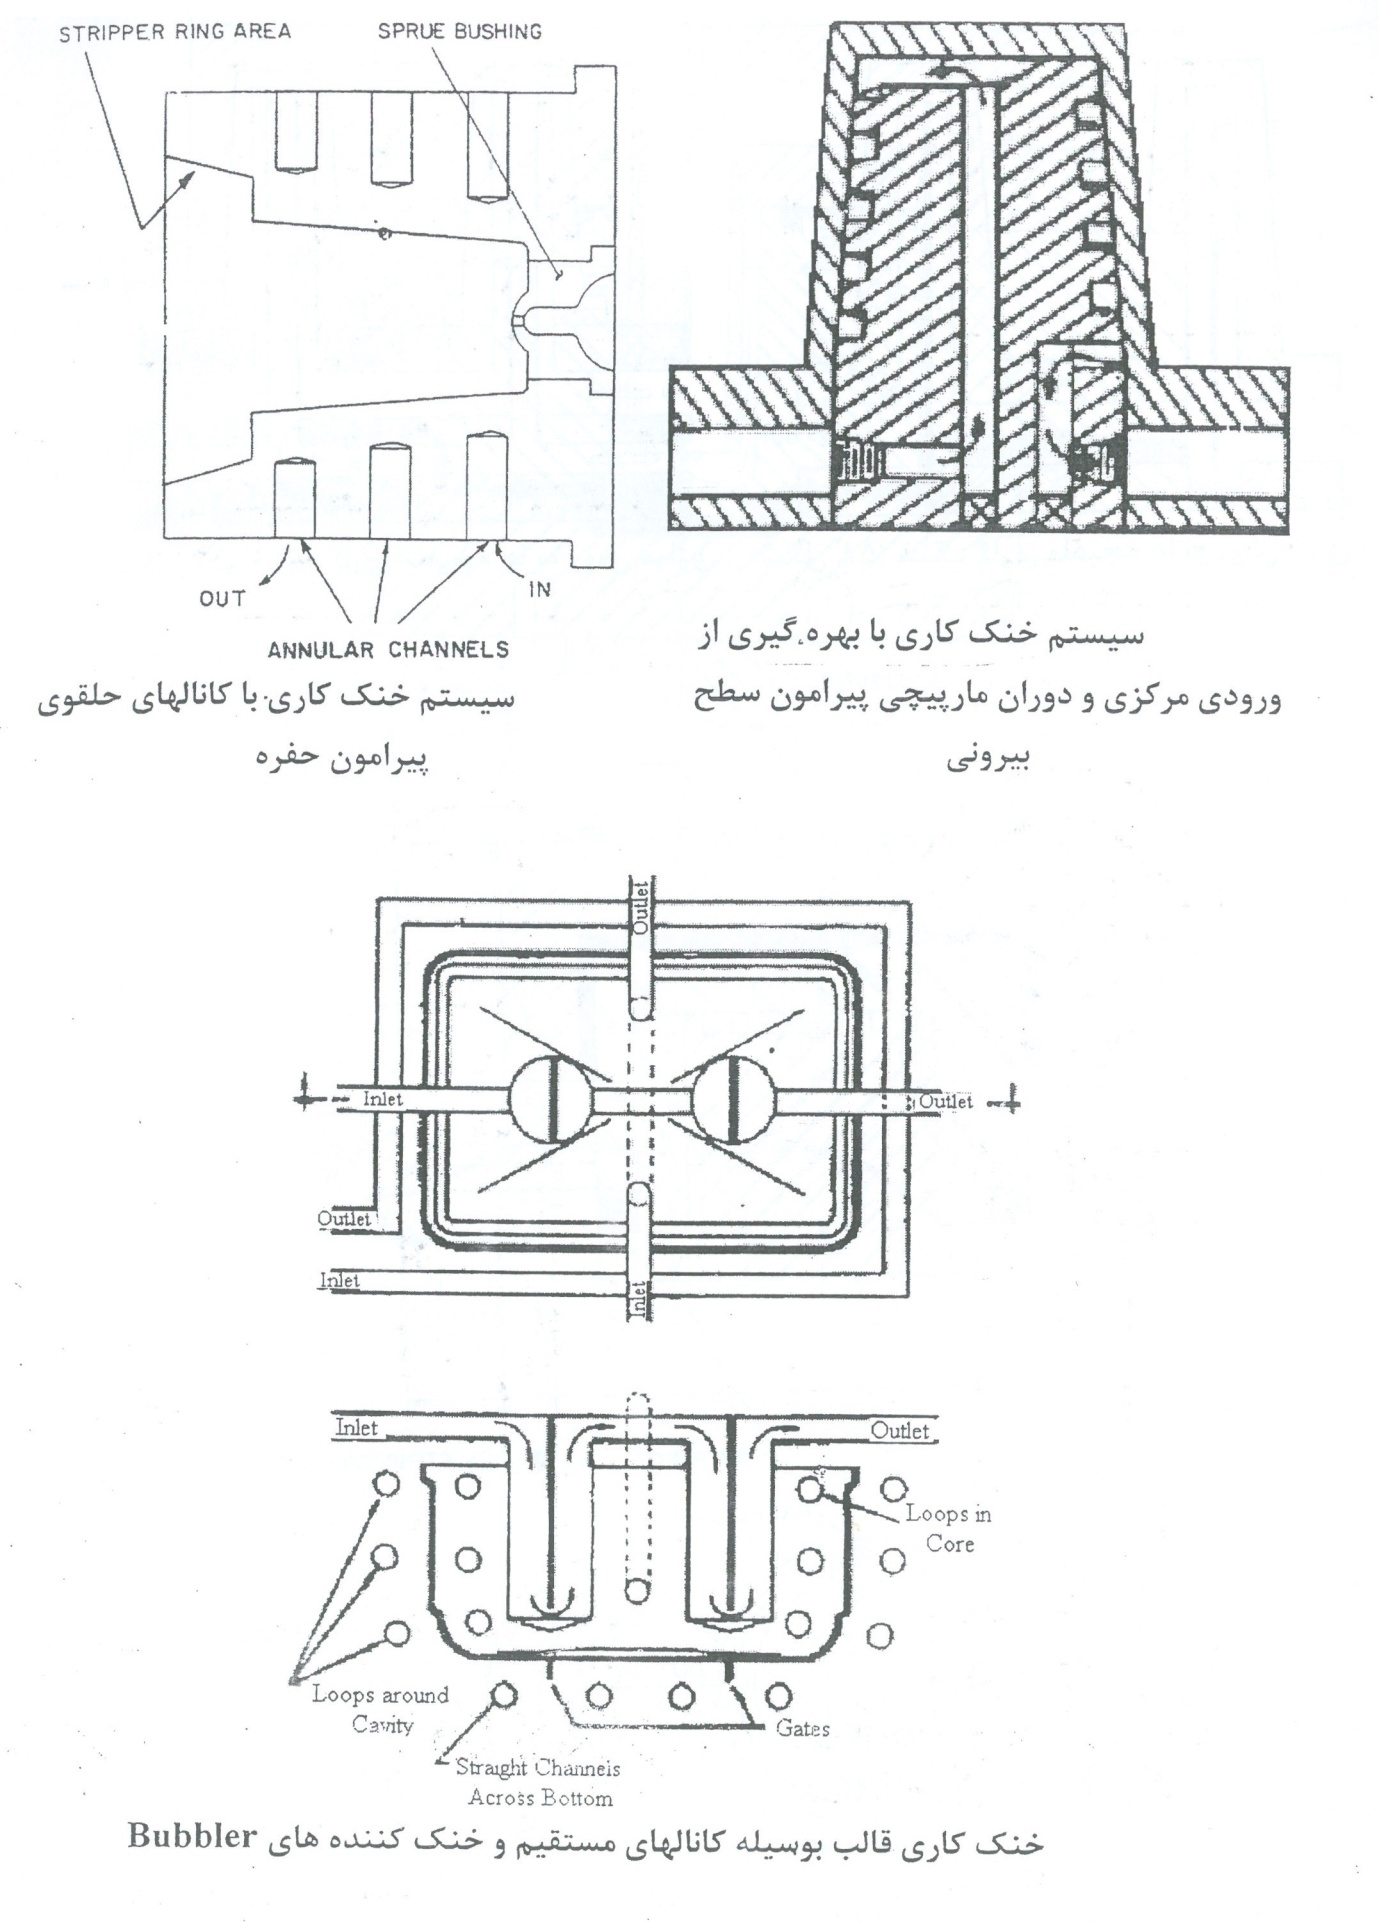 STRIPPER RING AREA
SPRUE BUSHING
OUT
IN
ANNULAR CHANNELS
سیستم خنک کاری با کانالهای حلقوی
پیرامون حفره
سیستم خنک کاری با بهره گیری از
ورودی مرکزی و دوران مارپیچی پیرامون سطح
بیرونی
Outlet
Inlet
Outlet
Outlet
Inlet
Inlet
Inlet
Outlet
Loops in
Core
Loops around
Cavity
Gates
Straight Channels
Across Bottom
خنک کاری قالب بوسیله کانالهای مستقیم و خنک کننده های Bubbler